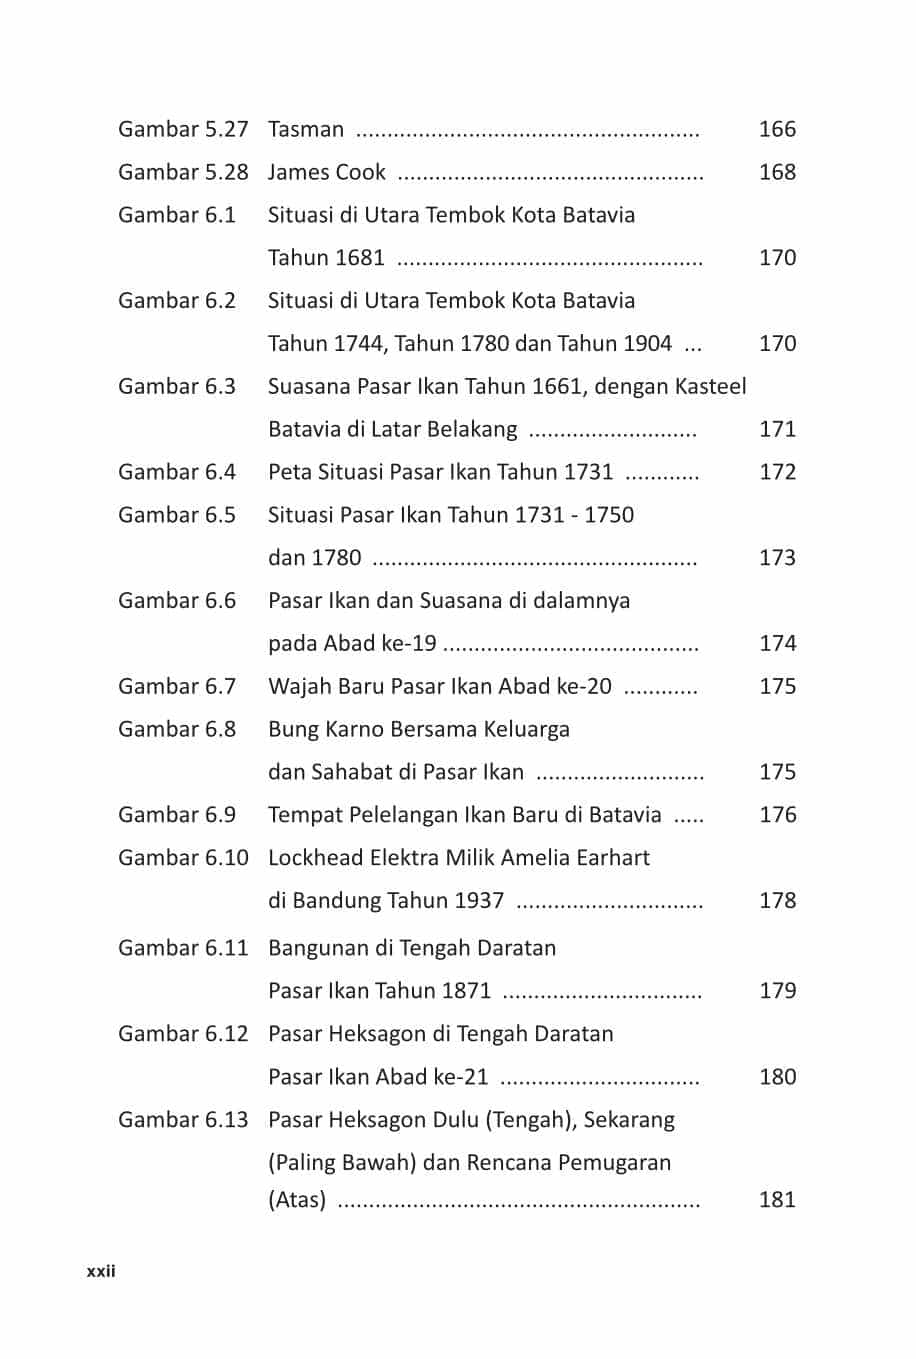 Gambar 5.27 Tasman ....................................................... 166
Gambar 5.28 James Cook ................................................. 168
Gambar 6.1 Situasi di Utara Tembok Kota Batavia
Tahun 1681 ................................................. 170
Gambar 6.2 Situasi di Utara Tembok Kota Batavia
Tahun 1744, Tahun 1780 dan Tahun 1904 ... 170
Gambar 6.3 Suasana Pasar Ikan Tahun 1661, dengan Kasteel
Batavia di Latar Belakang ........................... 171
Gambar 6.4 Peta Situasi Pasar Ikan Tahun 1731 ............ 172
Gambar 6.5 Situasi Pasar Ikan Tahun 1731 - 1750
dan 1780 .................................................... 173
Gambar 6.6 Pasar Ikan dan Suasana di dalamnya
pada Abad ke-19 ......................................... 174
Gambar 6.7 Wajah Baru Pasar Ikan Abad ke-20 ............ 175
Gambar 6.8 Bung Karno Bersama Keluarga
dan Sahabat di Pasar Ikan ........................... 175
Gambar 6.9 Tempat Pelelangan Ikan Baru di Batavia ..... 176
Gambar 6.10 Lockhead Elektra Milik Amelia Earhart
di Bandung Tahun 1937 .............................. 178
Gambar 6.11 Bangunan di Tengah Daratan
Pasar Ikan Tahun 1871 ................................ 179
Gambar 6.12 Pasar Heksagon di Tengah Daratan
Pasar Ikan Abad ke-21 ................................ 180
Gambar 6.13 Pasar Heksagon Dulu (Tengah), Sekarang
(Paling Bawah) dan Rencana Pemugaran
(Atas) .......................................................... 181
xxii